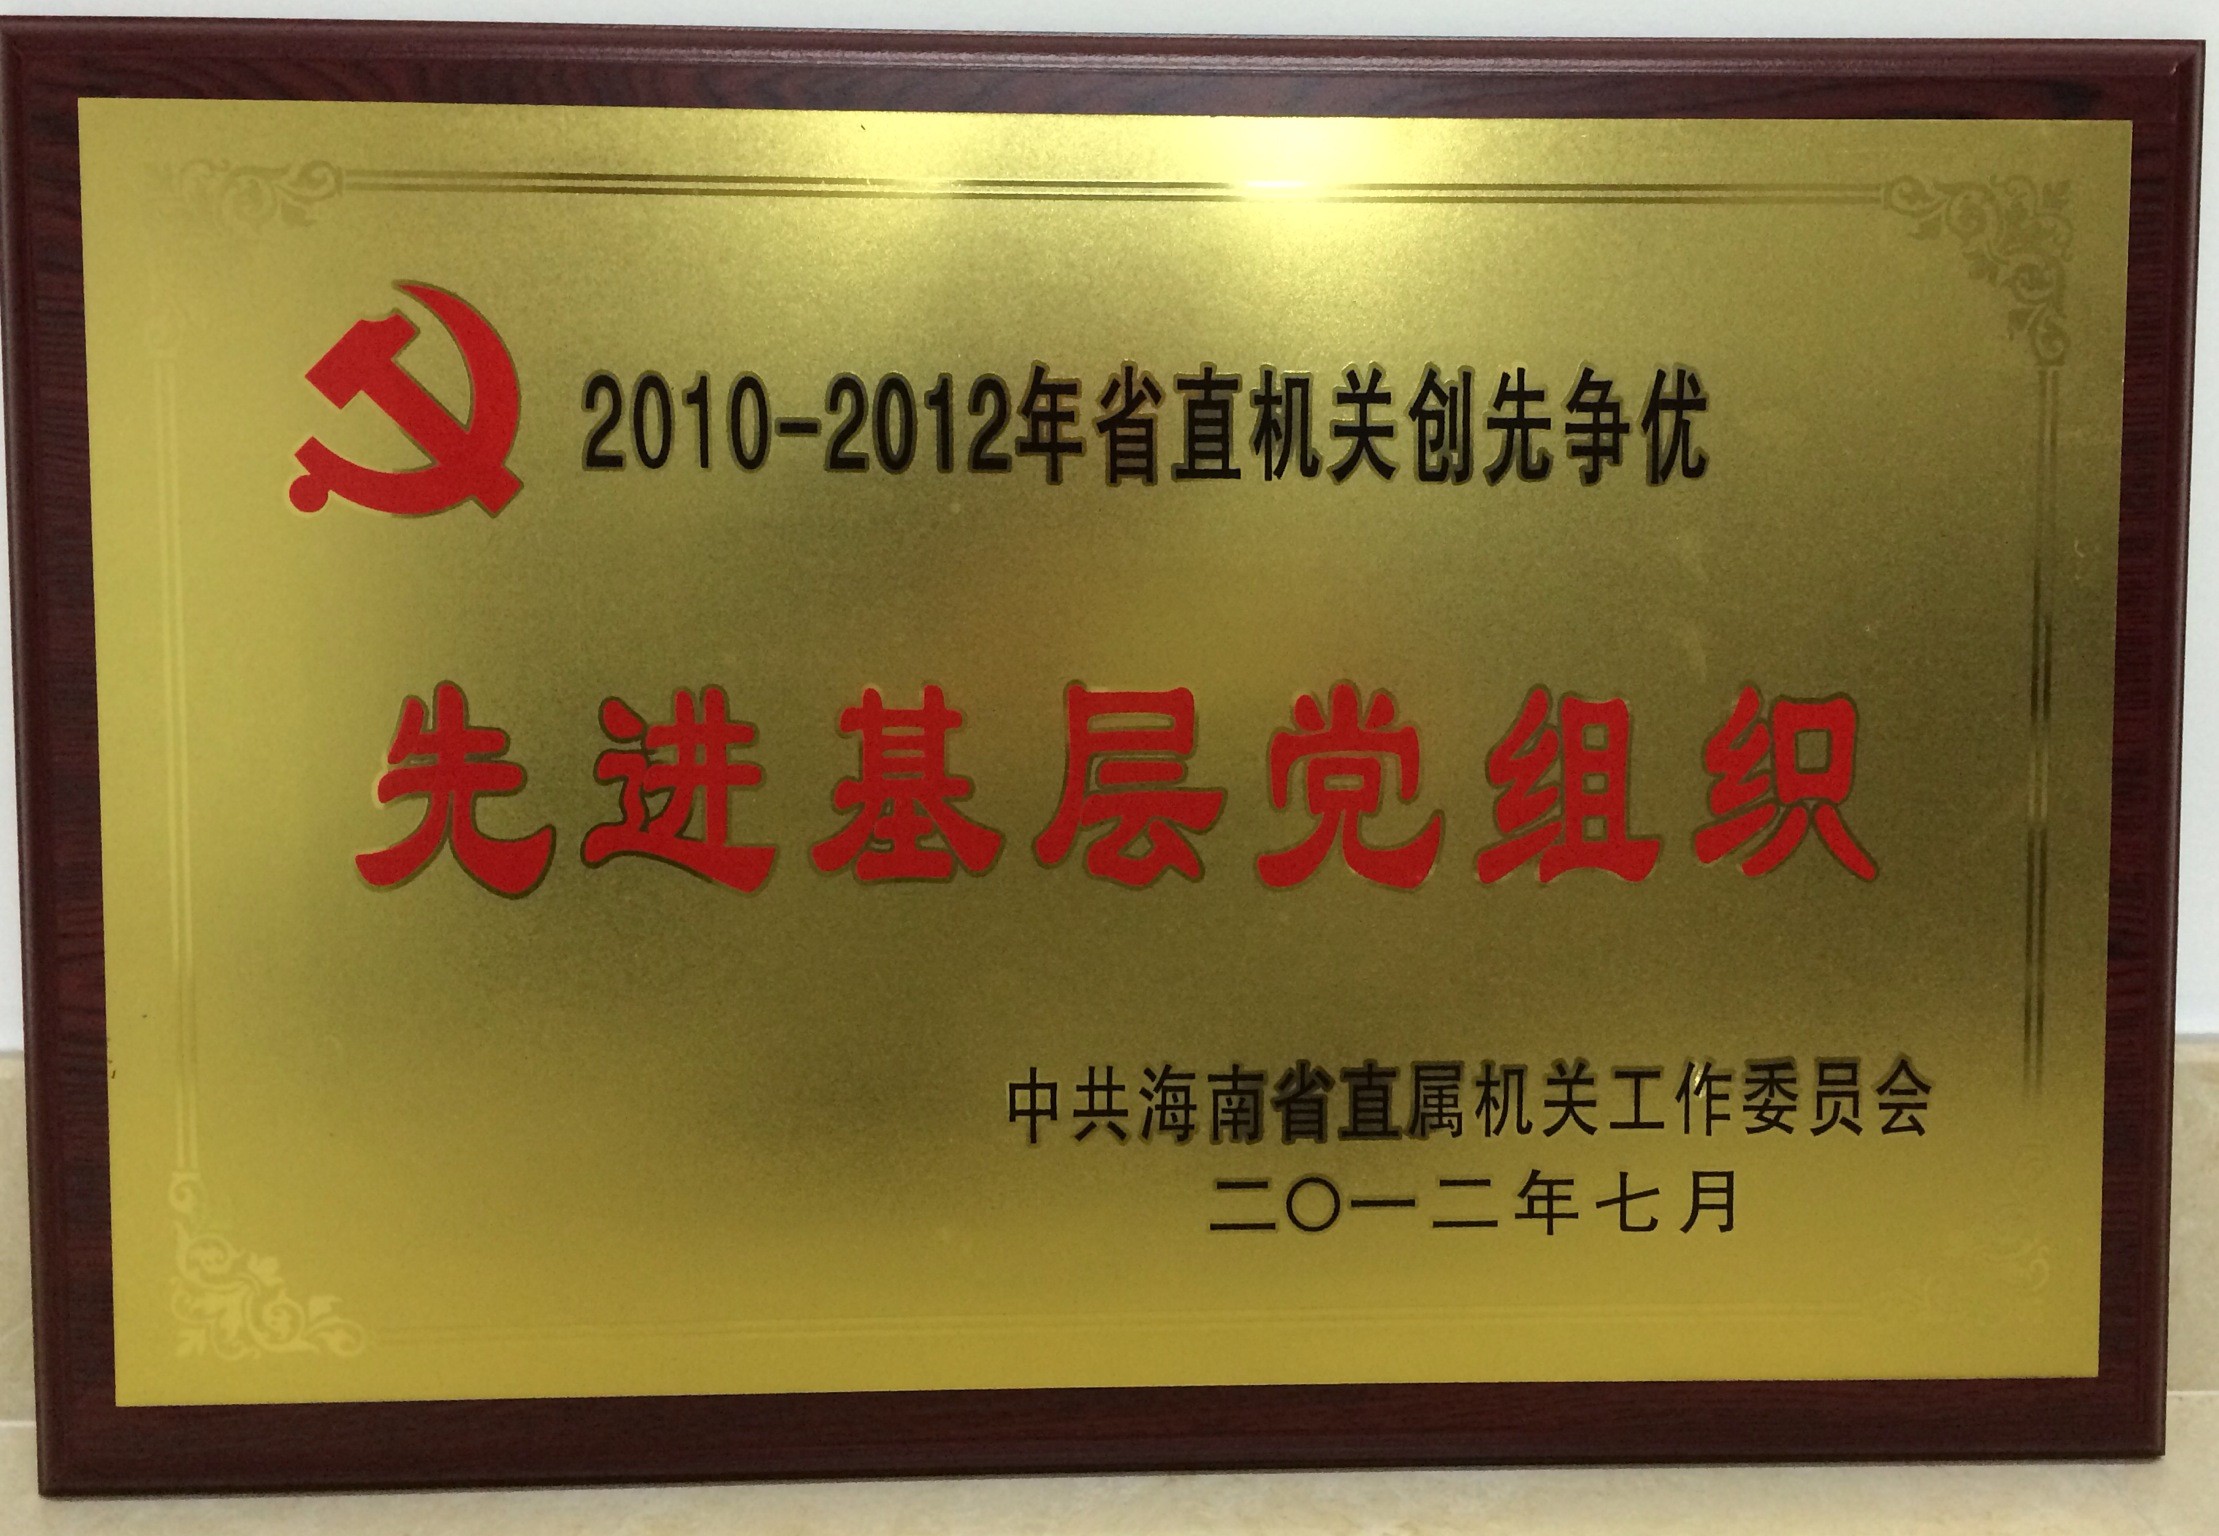 2010-2012年省直机关创先争优
先进基层党组织
中共海南省直属机关工作委员会
二〇一二年七月